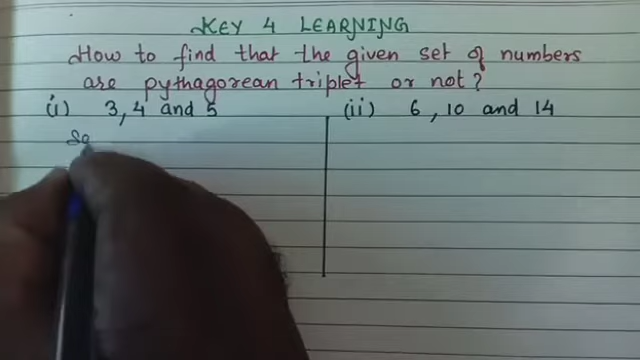 KEY 4 LEARNING
How to find that the given set of numbers
are pythagorean triplet or not?
(i) 3, 4 and 5 (ii) 6, 10 and 14
So